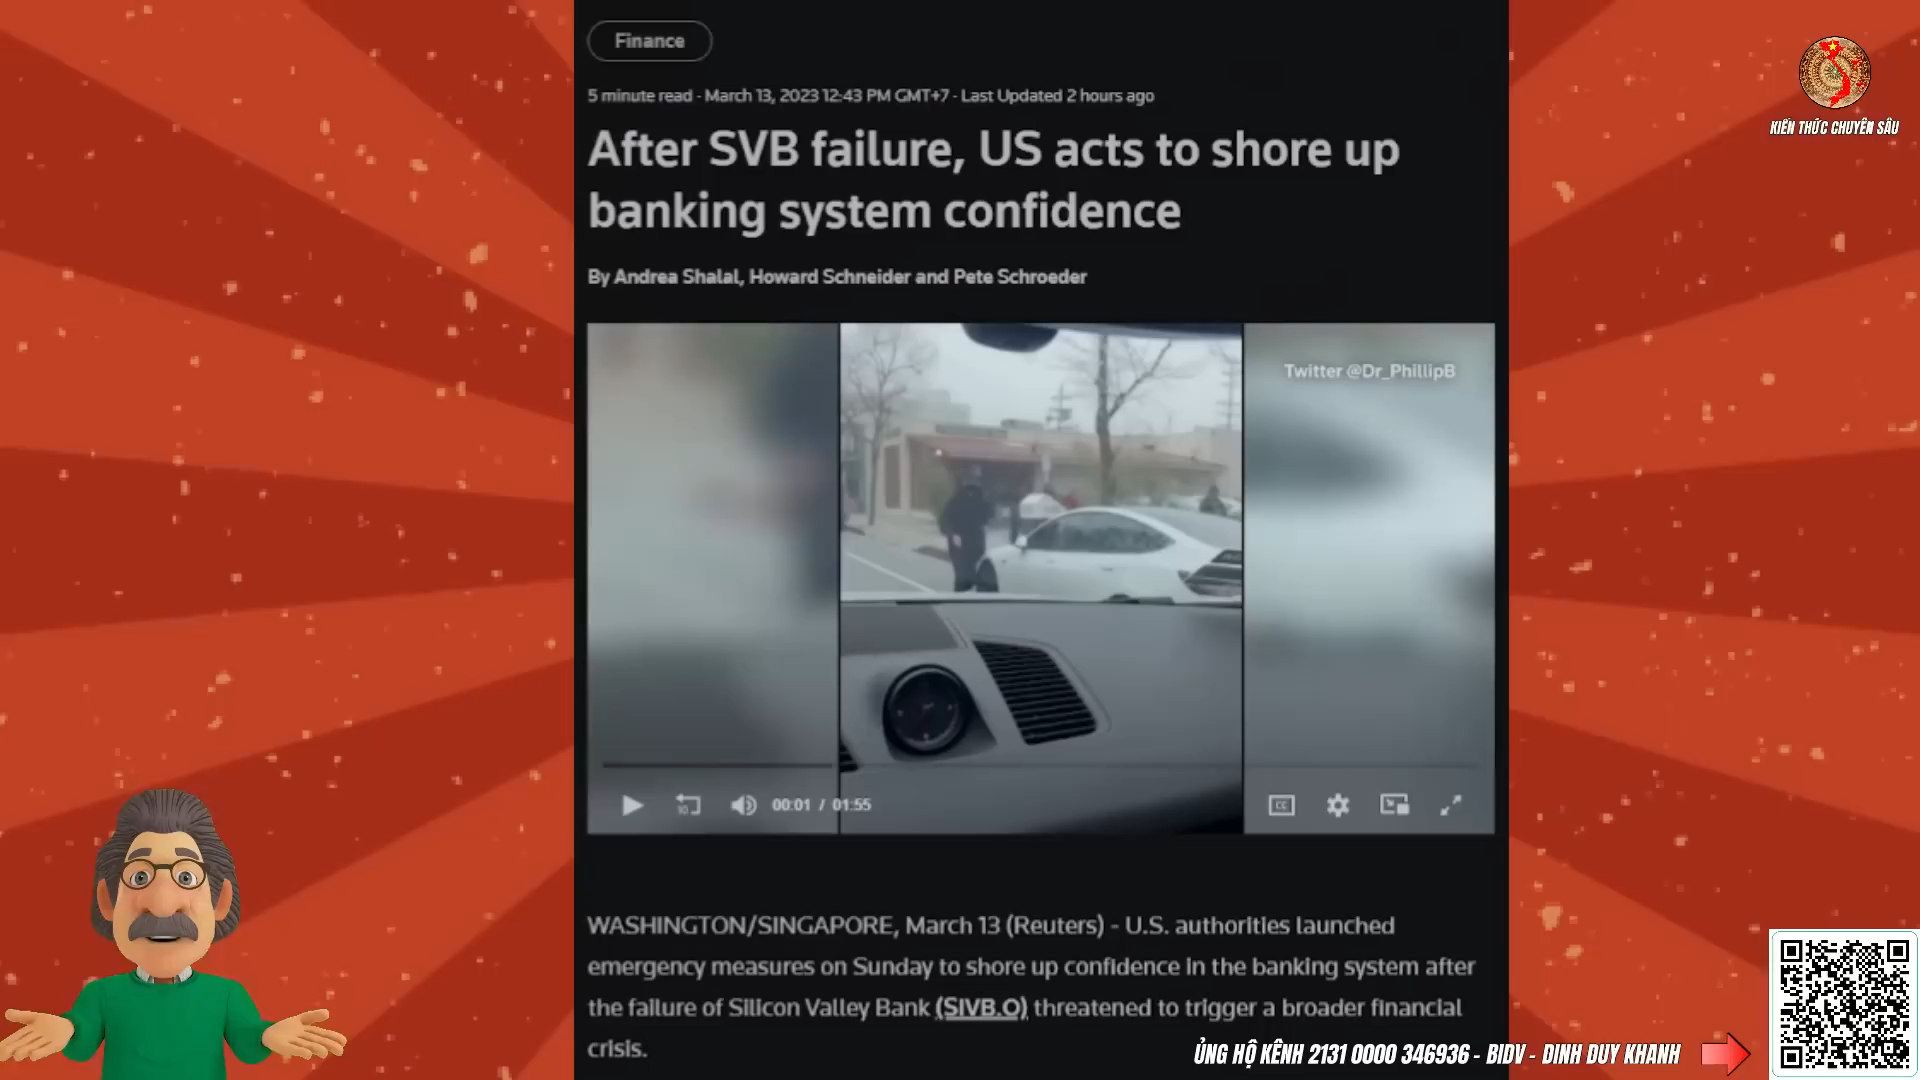 Finance
5 minute read - March 13, 2023 12:43 PM GMT+7 - Last Updated 2 hours ago
After SVB failure, US acts to shore up
banking system confidence
By Andrea Shalal, Howard Schneider and Pete Schroeder
Twitter @Dr_PhillipB
10
00:01 / 01:55
CC
WASHINGTON/SINGAPORE, March 13 (Reuters) - U.S. authorities launched
emergency measures on Sunday to shore up confidence in the banking system after
the failure of Silicon Valley Bank (SIVB.O) threatened to trigger a broader financial
crisis.
KIẾN THỨC CHUYÊN SÂU
ỦNG HỘ KÊNH 2131 0000 346936 - BIDV - DINH DUY KHANH